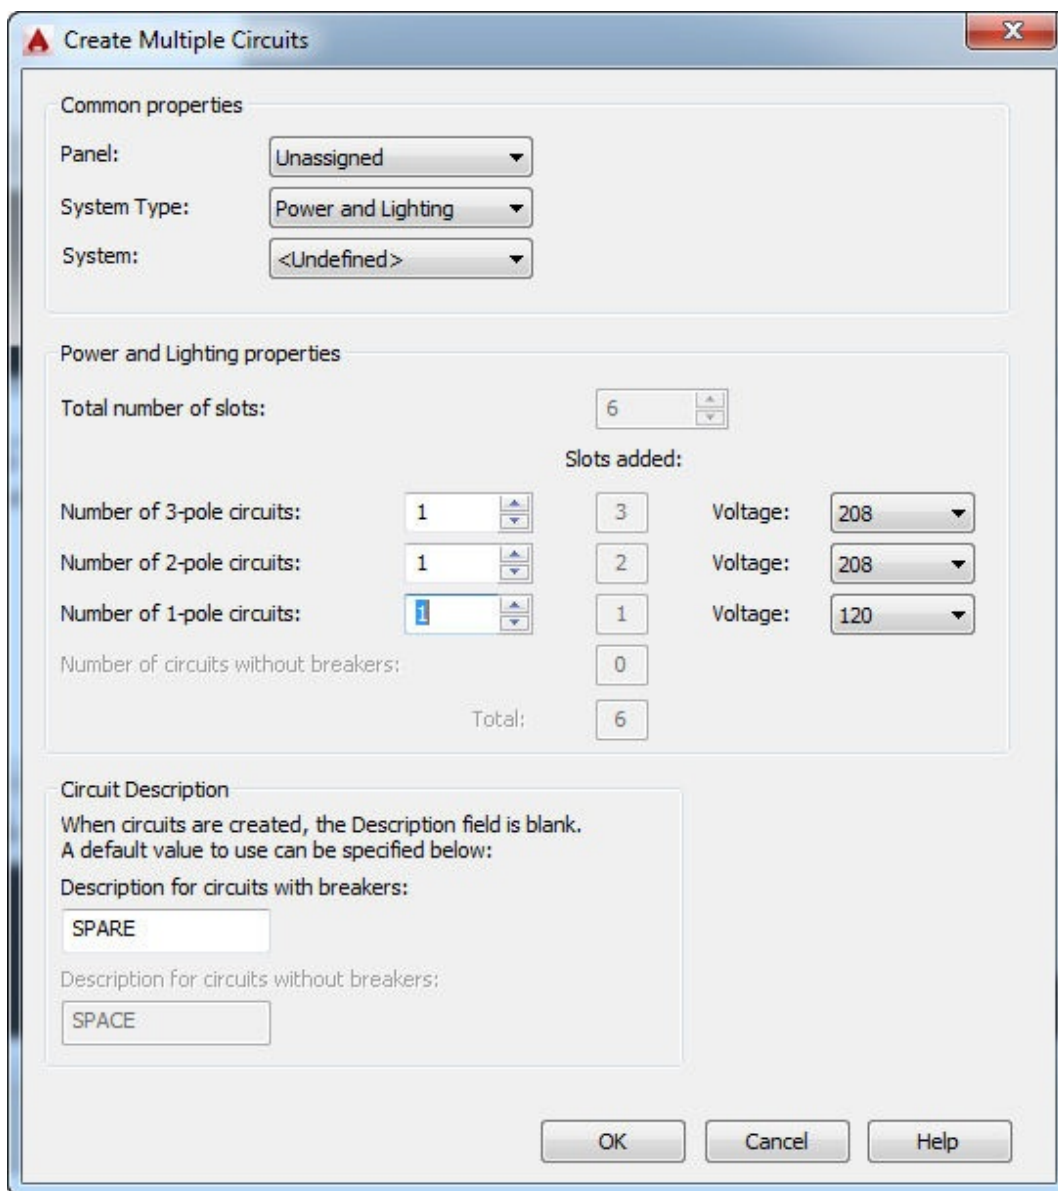 Create Multiple Circuits
Common properties
Panel: Unassigned
System Type: Power and Lighting
System: <Undefined>
Power and Lighting properties
Total number of slots: 6
Slots added:
Number of 3-pole circuits: 1 3 Voltage: 208
Number of 2-pole circuits: 1 2 Voltage: 208
Number of 1-pole circuits: 1 1 Voltage: 120
Number of circuits without breakers: 0
Total: 6
Circuit Description
When circuits are created, the Description field is blank.
A default value to use can be specified below:
Description for circuits with breakers:
SPARE
Description for circuits without breakers:
SPACE
OK Cancel Help